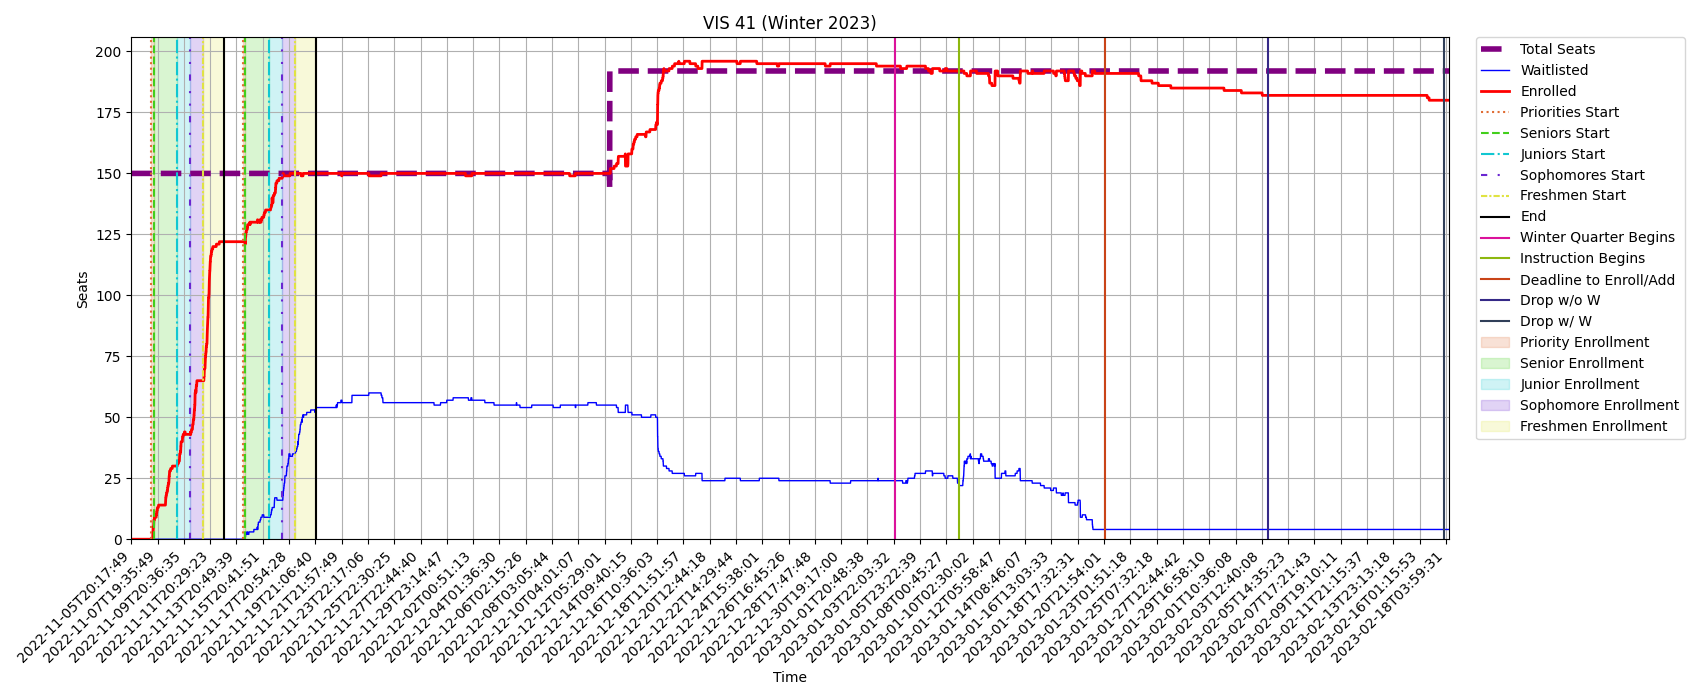 VIS 41 (Winter 2023)
200
175
150
125
100
75
50
25
0
Seats
2022-11-05T20:17:49
2022-11-07T19:35:49
2022-11-09T20:36:35
2022-11-11T20:29:23
2022-11-13T20:49:39
2022-11-15T20:41:51
2022-11-17T20:54:28
2022-11-19T21:06:40
2022-11-21T21:57:49
2022-11-23T22:17:06
2022-11-25T22:30:25
2022-11-27T22:44:40
2022-11-29T23:14:47
2022-12-02T00:51:13
2022-12-04T01:36:30
2022-12-06T02:15:26
2022-12-08T03:05:44
2022-12-10T04:01:07
2022-12-12T05:29:01
2022-12-14T09:40:15
2022-12-16T10:36:03
2022-12-18T11:51:57
2022-12-20T12:44:18
2022-12-22T14:29:44
2022-12-24T15:38:01
2022-12-26T16:45:26
2022-12-28T17:47:48
2022-12-30T19:17:00
2023-01-01T20:48:38
2023-01-03T22:03:32
2023-01-05T23:22:39
2023-01-08T00:45:27
2023-01-10T02:30:02
2023-01-12T05:58:47
2023-01-14T08:46:07
2023-01-16T13:03:33
2023-01-18T17:32:31
2023-01-20T21:54:01
2023-01-23T01:51:18
2023-01-25T07:32:18
2023-01-27T12:44:42
2023-01-29T16:58:10
2023-02-01T10:36:08
2023-02-03T12:40:08
2023-02-05T14:35:23
2023-02-07T17:21:43
2023-02-09T19:10:11
2023-02-11T21:15:37
2023-02-13T23:13:18
2023-02-16T01:15:53
2023-02-18T03:59:31
Time
Total Seats
Waitlisted
Enrolled
Priorities Start
Seniors Start
Juniors Start
Sophomores Start
Freshmen Start
End
Winter Quarter Begins
Instruction Begins
Deadline to Enroll/Add
Drop w/o W
Drop w/ W
Priority Enrollment
Senior Enrollment
Junior Enrollment
Sophomore Enrollment
Freshmen Enrollment